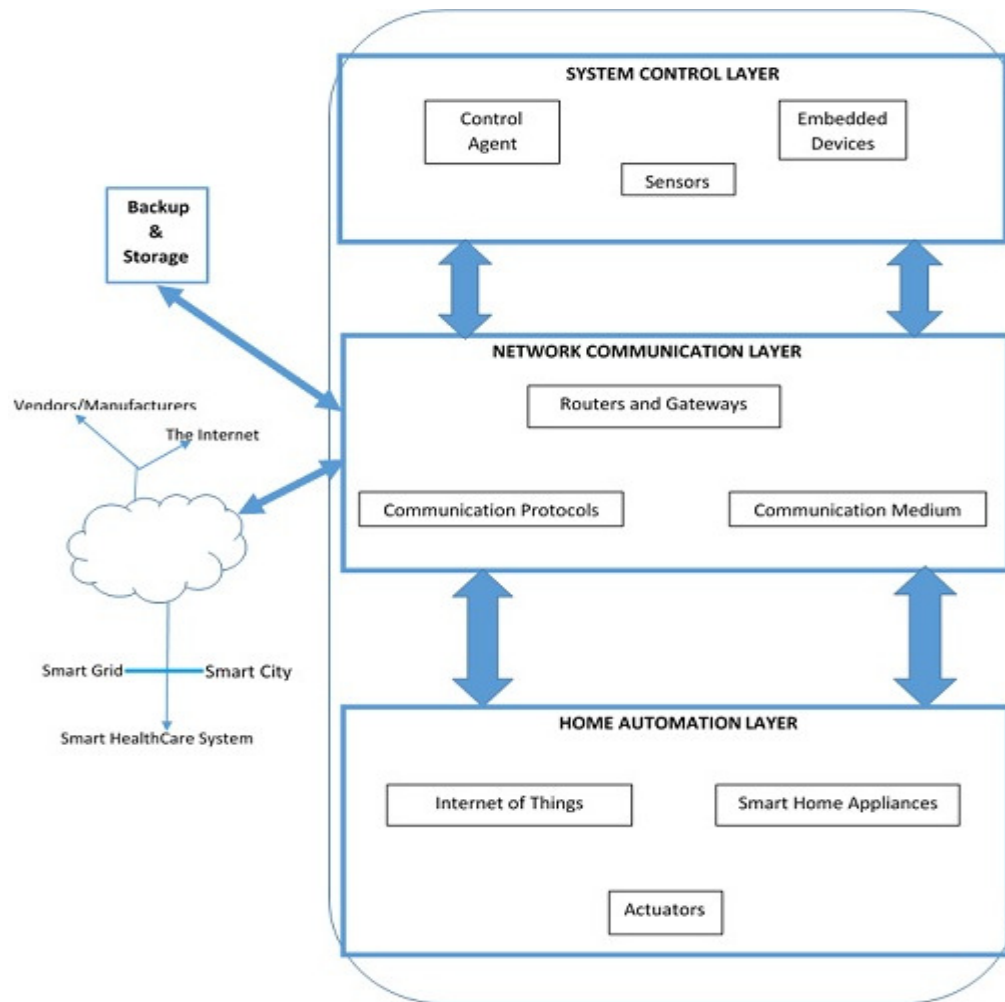 SYSTEM CONTROL LAYER
Control
Agent
Embedded
Devices
Sensors
Backup
&
Storage
NETWORK COMMUNICATION LAYER
Routers and Gateways
Vendors/Manufacturers
The Internet
Communication Protocols
Communication Medium
Smart Grid
Smart City
Smart HealthCare System
HOME AUTOMATION LAYER
Internet of Things
Smart Home Appliances
Actuators